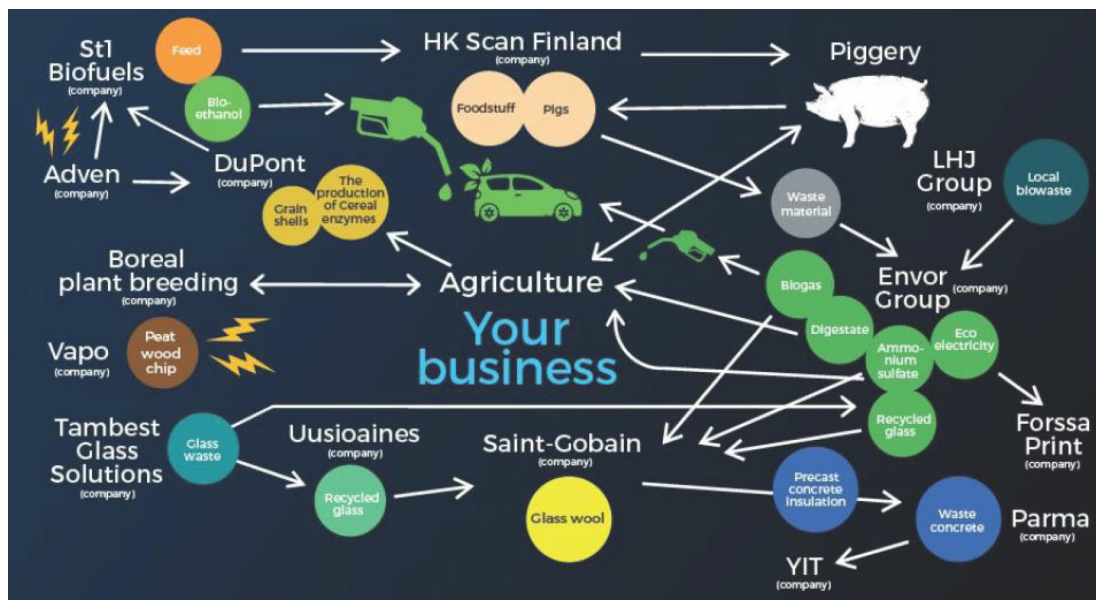 St1
Biofuels
(company)
Feed
Bio-
ethanol
HK Scan Finland
(company)
Foodstuff
Pigs
Piggery
Adven
(company)
DuPont
(company)
Grain
shells
The
production
of Cereal
enzymes
Waste
material
LHJ
Group
(company)
Local
biowaste
Boreal
plant breeding
(company)
Agriculture
Your
business
Biogas
Digestate
Ammo-
nium
sulfate
Eco
electricity
Recycled
glass
Envor
Group
(company)
Vapo
(company)
Peat
wood
chip
Tambest
Glass
Solutions
(company)
Glass
waste
Uusioaines
(company)
Recycled
glass
Saint-Gobain
(company)
Glass wool
Precast
concrete
insulation
Forssa
Print
(company)
Waste
concrete
Parma
(company)
YIT
(company)